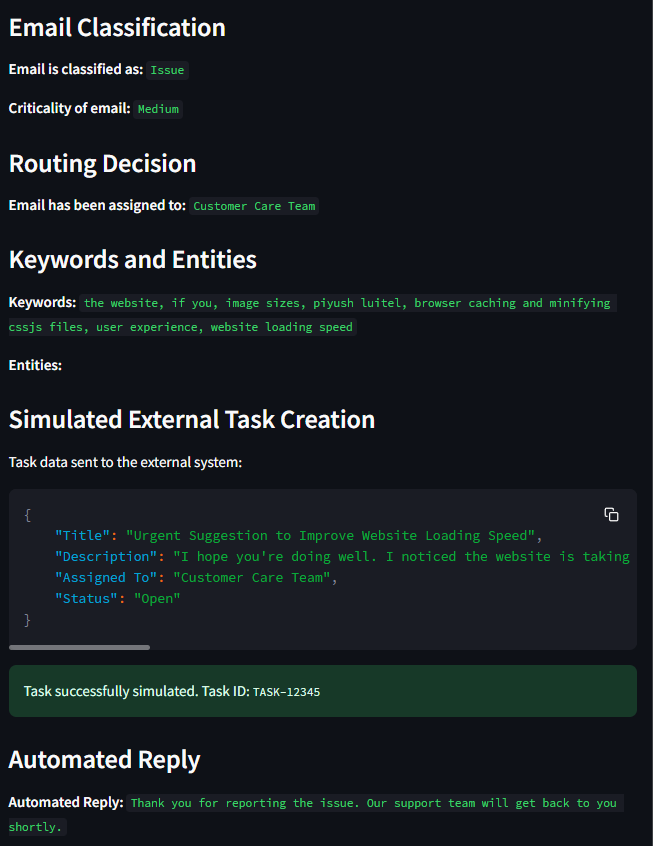 Email Classification
Email is classified as: Issue
Criticality of email: Medium
Routing Decision
Email has been assigned to: Customer Care Team
Keywords and Entities
Keywords: the website, if you, image sizes, piyush luitel, browser caching and minifying
cssjs files, user experience, website loading speed
Entities:
Simulated External Task Creation
Task data sent to the external system:
{
"Title": "Urgent Suggestion to Improve Website Loading Speed",
"Description": "I hope you're doing well. I noticed the website is taking
"Assigned To": "Customer Care Team",
"Status": "Open"
}
Task successfully simulated. Task ID: TASK-12345
Automated Reply
Automated Reply: Thank you for reporting the issue. Our support team will get back to you
shortly.